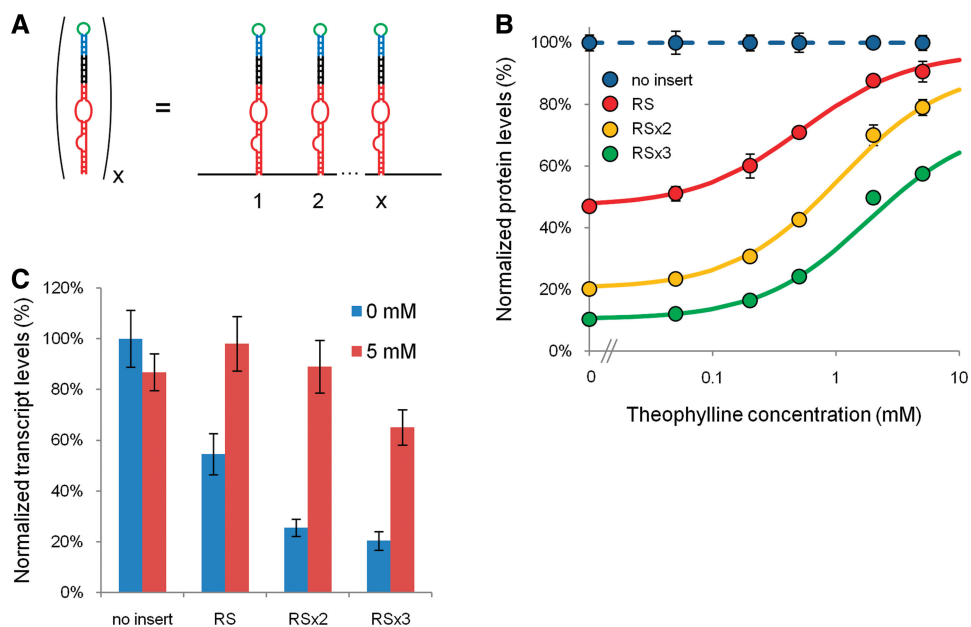 A
x
=
...
1 2 x
B
Normalized protein levels (%)
100%
80%
60%
40%
20%
0%
no insert
RS
RSx2
RSx3
0 // 0.1 1 10
Theophylline concentration (mM)
C
Normalized transcript levels (%)
120%
100%
80%
60%
40%
20%
0%
0 mM
5 mM
no insert RS RSx2 RSx3